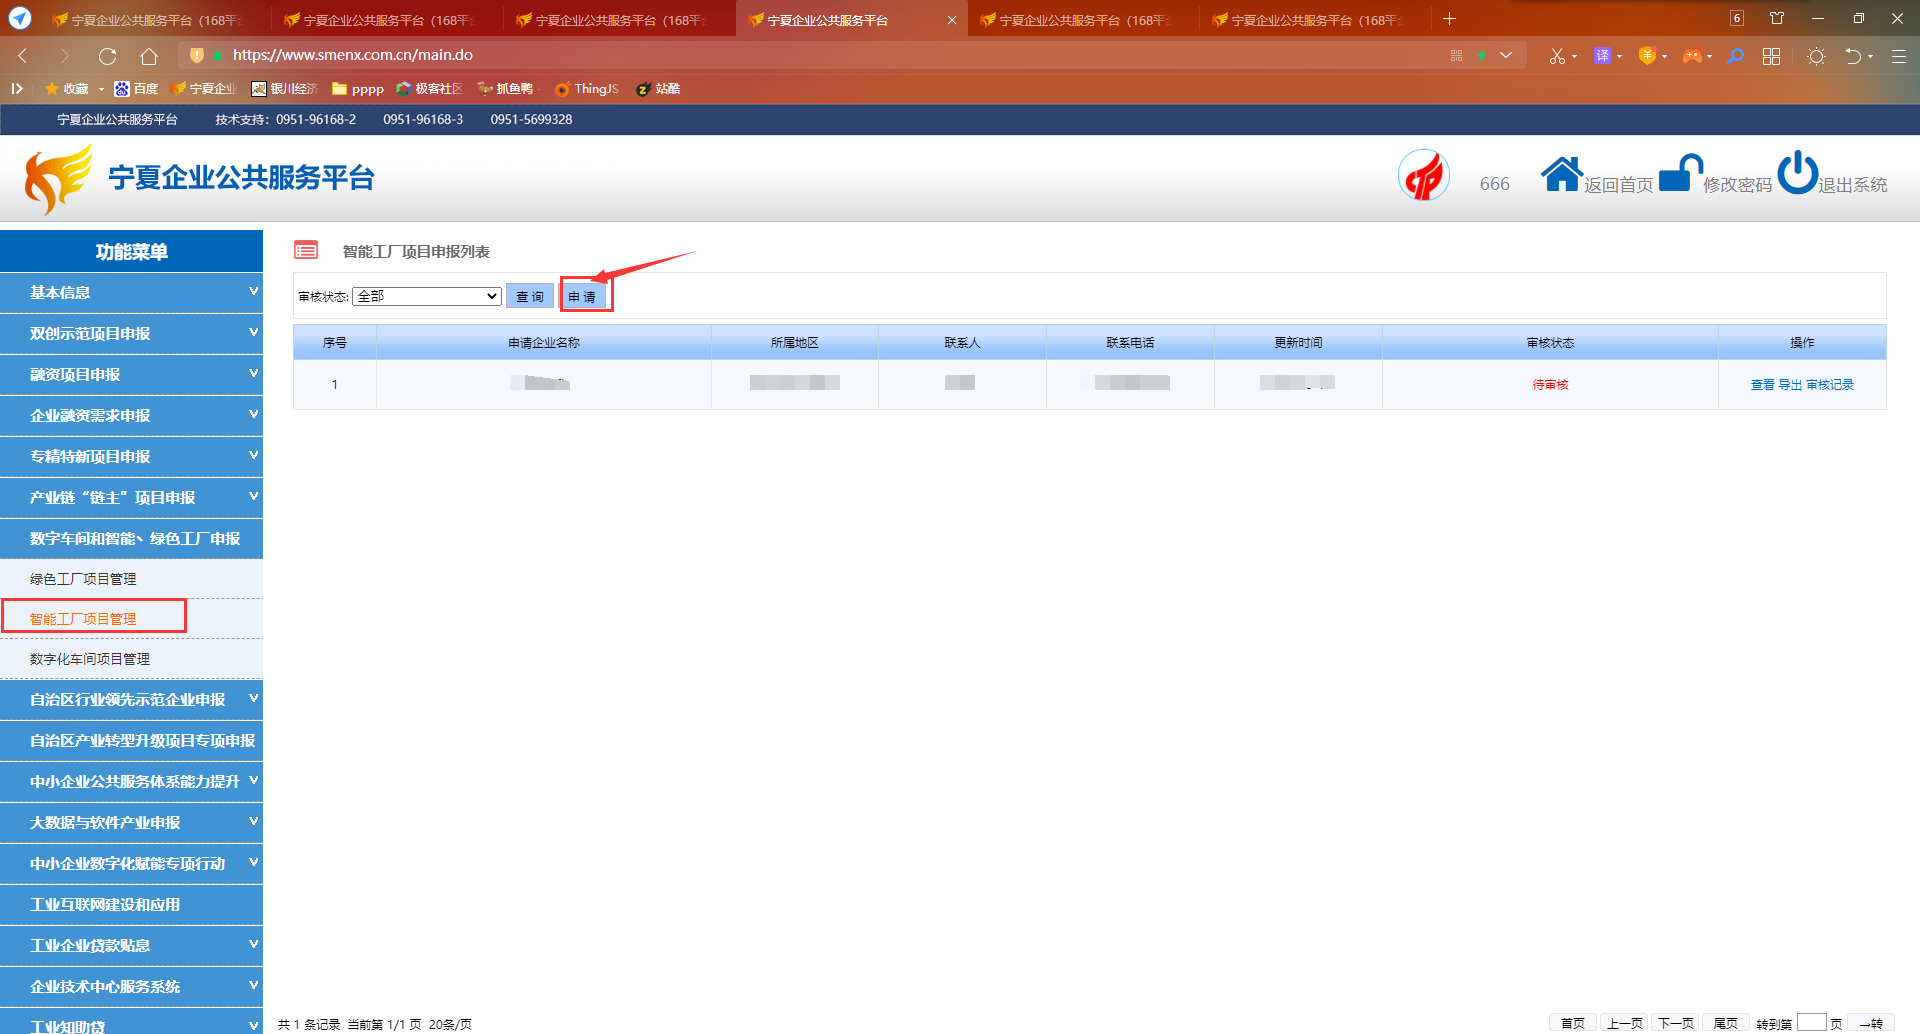 宁夏企业公共服务平台（168平
宁夏企业公共服务平台（168平
宁夏企业公共服务平台（168平
宁夏企业公共服务平台
宁夏企业公共服务平台（168平
宁夏企业公共服务平台（168平
6
https://www.smenx.com.cn/main.do
译
收藏 百度 宁夏企业 银川经济 pppp 极客社区 抓鱼鸭 ThingJS 站酷
宁夏企业公共服务平台 技术支持：0951-96168-2 0951-96168-3 0951-5699328
宁夏企业公共服务平台
666 返回首页 修改密码 退出系统
功能菜单
基本信息
双创示范项目申报
融资项目申报
企业融资需求申报
专精特新项目申报
产业链“链主”项目申报
数字车间和智能、绿色工厂申报
绿色工厂项目管理
智能工厂项目管理
数字化车间项目管理
自治区行业领先示范企业申报
自治区产业转型升级项目专项申报
中小企业公共服务体系能力提升
大数据与软件产业申报
中小企业数字化赋能专项行动
工业互联网建设和应用
工业企业贷款贴息
企业技术中心服务系统
工业知助贷
智能工厂项目申报列表
审核状态: 全部 查 询 申 请
序号 申请企业名称 所属地区 联系人 联系电话 更新时间 审核状态 操作
1 待审核 查看 导出 审核记录
共 1 条记录 当前第 1/1 页 20条/页
首页 上一页 下一页 尾页 转到第 页 →转